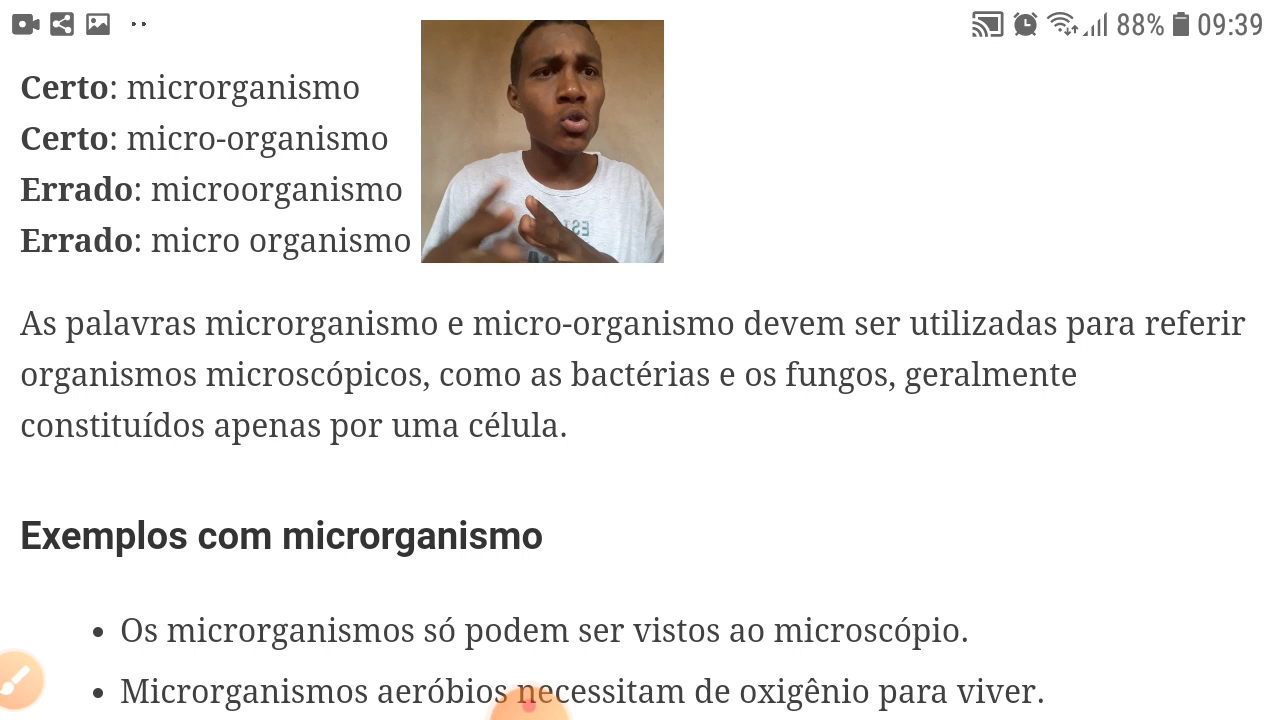 88% 09:39
Certo: microrganismo
Certo: micro-organismo
Errado: microorganismo
Errado: micro organismo
As palavras microrganismo e micro-organismo devem ser utilizadas para referir
organismos microscópicos, como as bactérias e os fungos, geralmente
constituídos apenas por uma célula.
Exemplos com microrganismo
• Os microrganismos só podem ser vistos ao microscópio.
• Microrganismos aeróbios necessitam de oxigênio para viver.